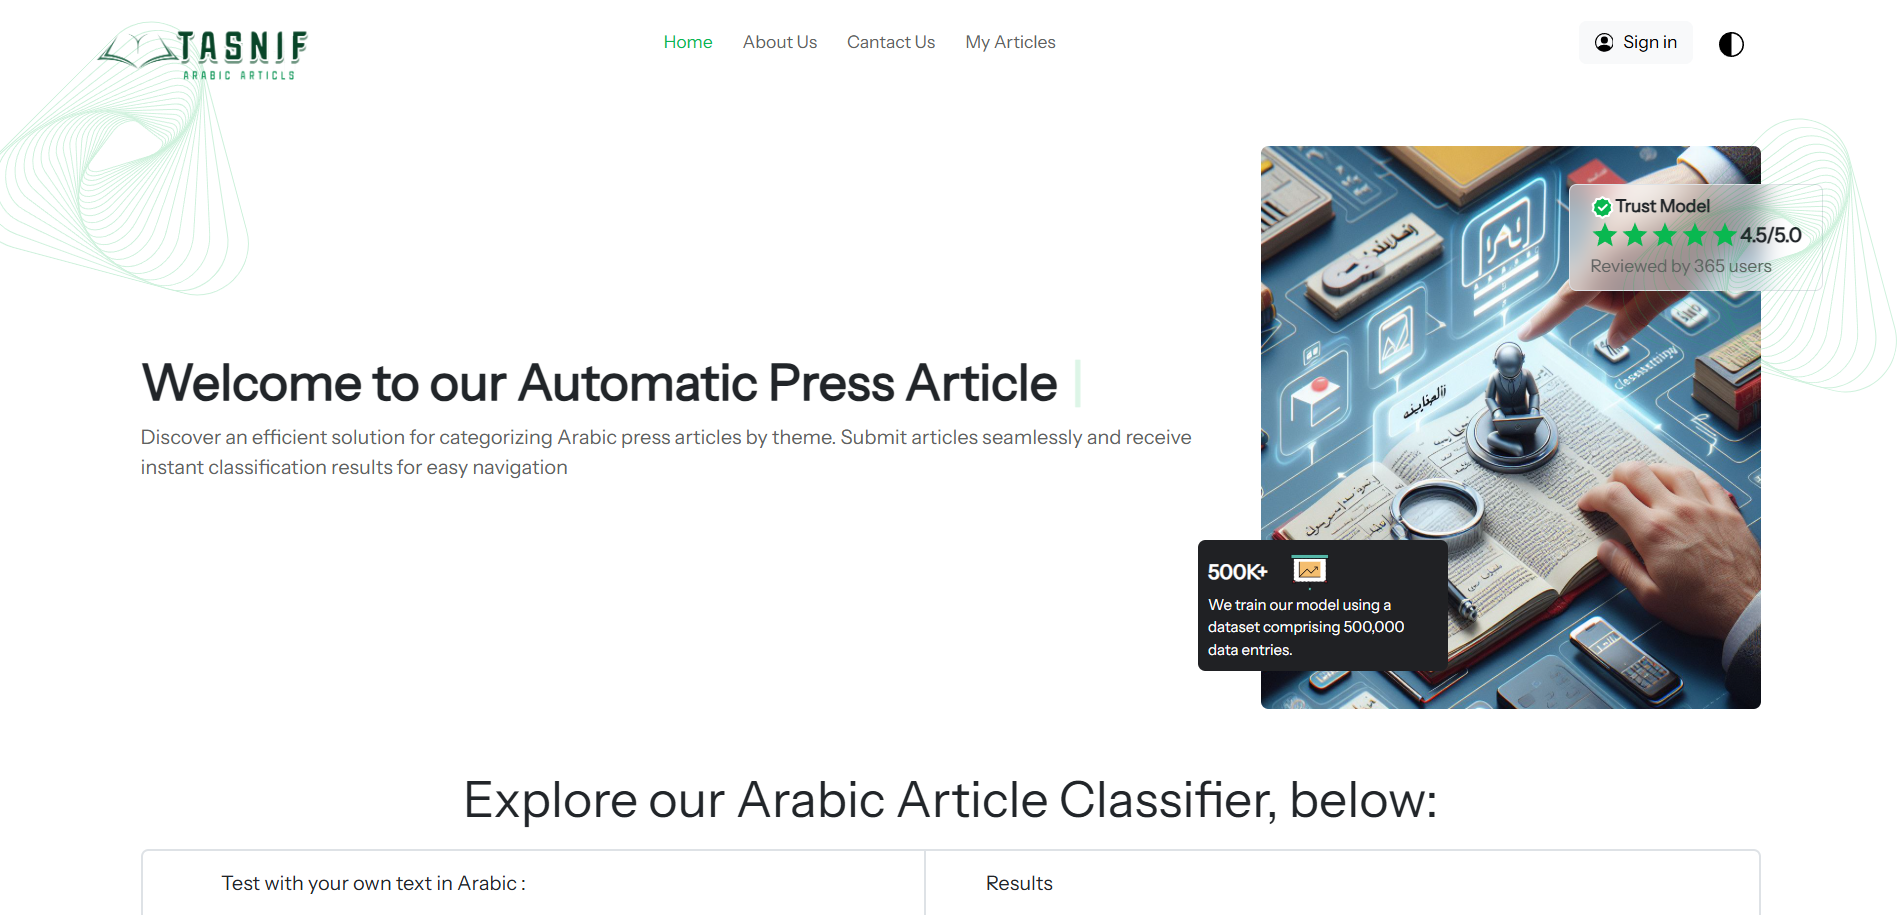 TASNIF
ARABIC ARTICLS
Home
About Us
Cantact Us
My Articles
Sign in
Trust Model
4.5/5.0
Reviewed by 365 users
Welcome to our Automatic Press Article
Discover an efficient solution for categorizing Arabic press articles by theme. Submit articles seamlessly and receive
instant classification results for easy navigation
500K+
We train our model using a
dataset comprising 500,000
data entries.
Explore our Arabic Article Classifier, below:
Test with your own text in Arabic :
Results